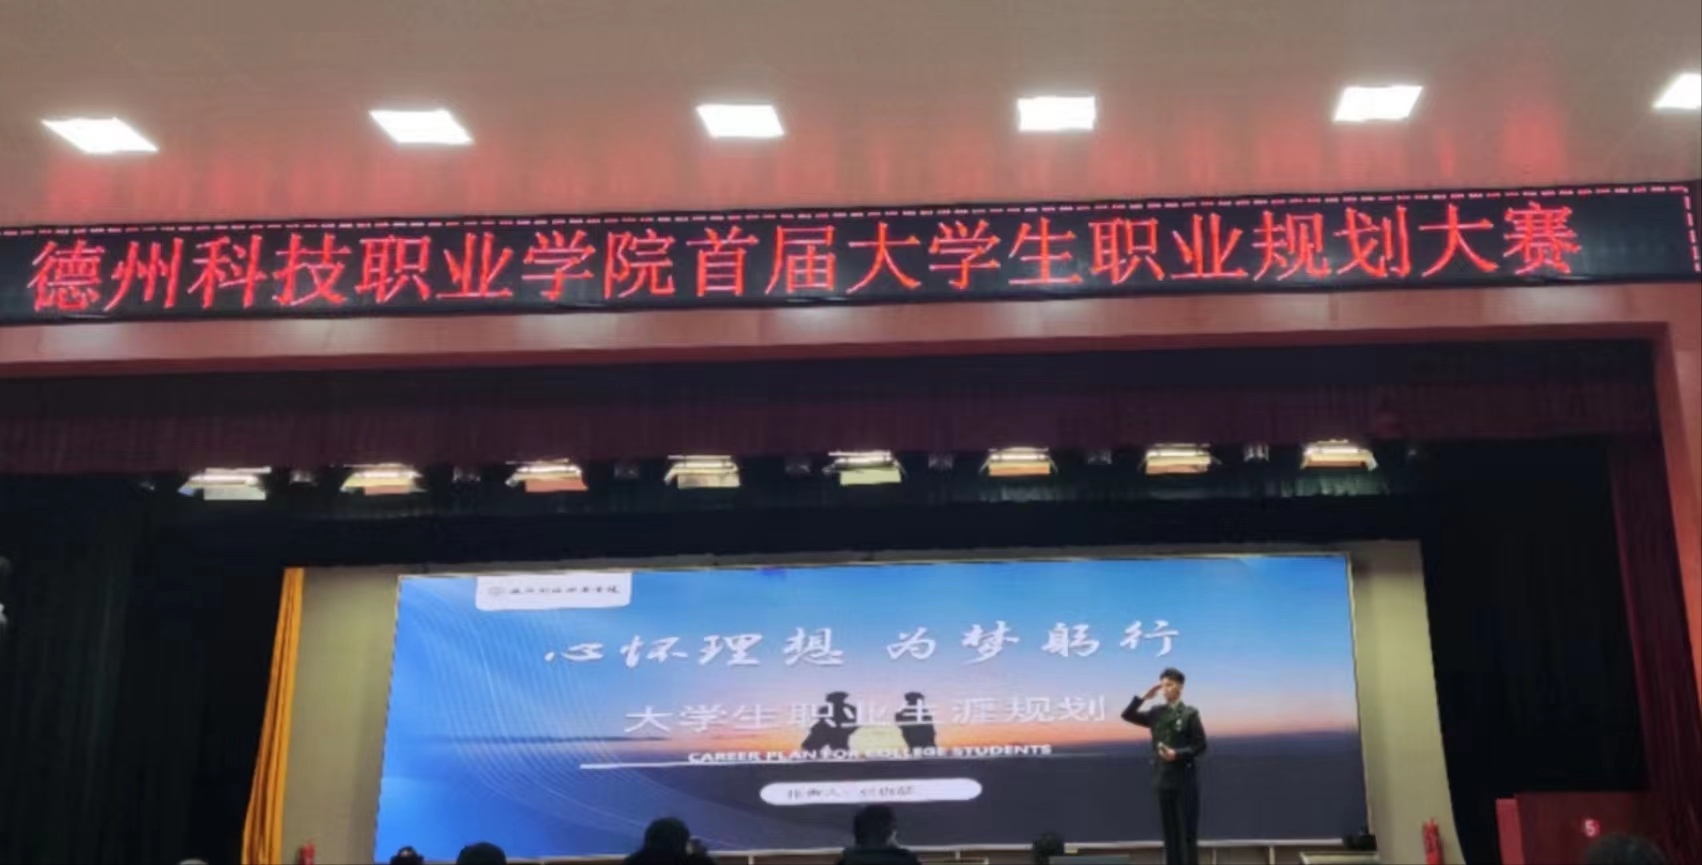 德州科技职业学院首届大学生职业规划大赛
心怀理想 为梦躬行
大学生职业生涯规划
CAREER PLAN FOR COLLEGE STUDENTS
5